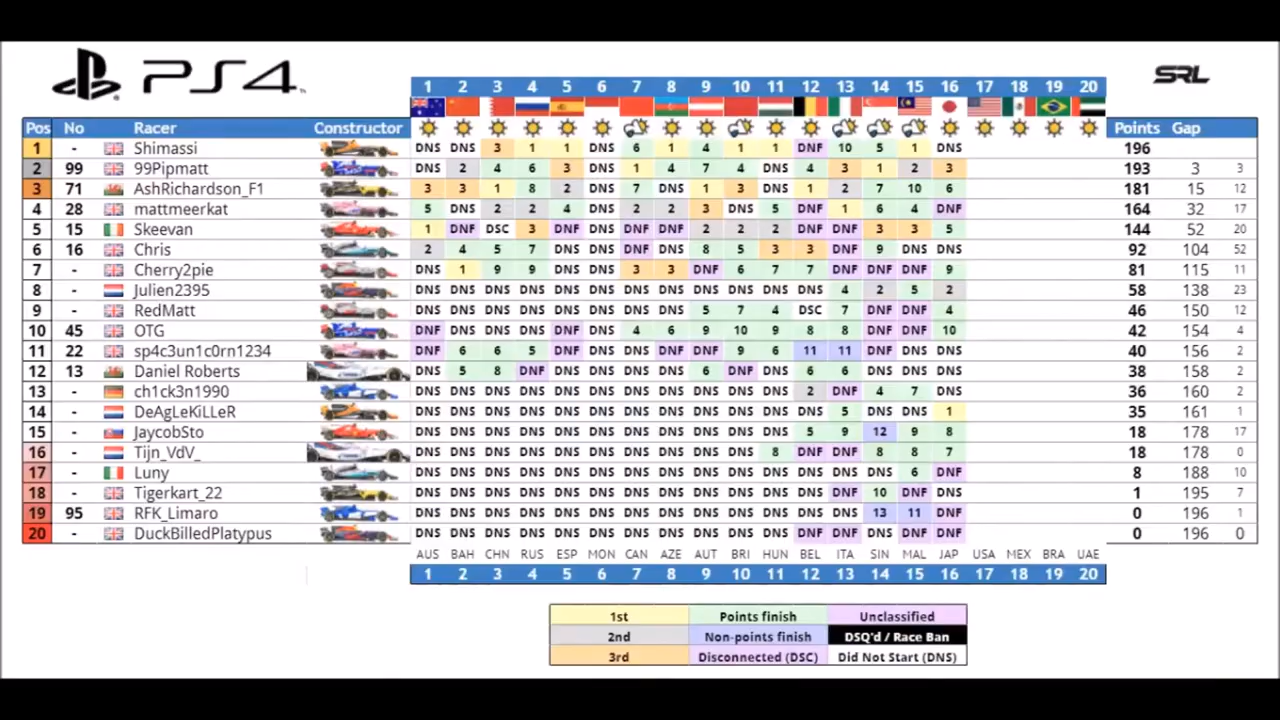 PS4
SRL
1 2 3 4 5 6 7 8 9 10 11 12 13 14 15 16 17 18 19 20
Pos No Racer Constructor Points Gap
1 - Shimassi DNS DNS 3 1 1 DNS 6 1 4 1 1 DNF 10 5 1 DNS 196
2 99 99Pipmatt DNS 2 4 6 3 DNS 1 4 7 4 DNS 4 3 1 2 3 193 3 3
3 71 AshRichardson_F1 3 3 1 8 2 DNS 7 DNS 1 3 DNS 1 2 7 10 6 181 15 12
4 28 mattmeerkat 5 DNS 2 2 4 DNS 2 2 3 DNS 5 DNF 1 6 4 DNF 164 32 17
5 15 Skeevan 1 DNF DSC 3 DNF DNS DNF DNF 2 2 2 DNF DNF 3 3 5 144 52 20
6 16 Chris 2 4 5 7 DNS DNS DNF DNS 8 5 3 3 DNF 9 DNS DNS 92 104 52
7 - Cherry2pie DNS 1 9 9 DNS DNS 3 3 DNF 6 7 7 DNF DNF DNF 9 81 115 11
8 - Julien2395 DNS DNS DNS DNS DNS DNS DNS DNS DNS DNS DNS DNS 4 2 5 2 58 138 23
9 - RedMatt DNS DNS DNS DNS DNS DNS DNS DNS 5 7 4 DSC 7 DNF DNF 4 46 150 12
10 45 OTG DNF DNS DNS DNS DNF DNS 4 6 9 10 9 8 8 DNF DNF 10 42 154 4
11 22 sp4c3un1c0rn1234 DNF 6 6 5 DNF DNS DNS DNF DNF 9 6 11 11 DNF DNS DNS 40 156 2
12 13 Daniel Roberts DNS 5 8 DNF DNS DNS DNS DNS 6 DNF DNS 6 6 DNS DNS DNS 38 158 2
13 - ch1ck3n1990 DNS DNS DNS DNS DNS DNS DNS DNS DNS DNS DNS 2 DNF 4 7 DNS 36 160 2
14 - DeAgLeKiLLeR DNS DNS DNS DNS DNS DNS DNS DNS DNS DNS DNS DNS 5 DNS DNS 1 35 161 1
15 - JaycobSto DNS DNS DNS DNS DNS DNS DNS DNS DNS DNS DNS 5 9 12 9 8 18 178 17
16 - Tijn_VdV_ DNS DNS DNS DNS DNS DNS DNS DNS DNS DNS 8 DNF DNF 8 8 7 18 178 0
17 - Luny DNS DNS DNS DNS DNS DNS DNS DNS DNS DNS DNS DNS DNS DNS 6 DNF 8 188 10
18 - Tigerkart_22 DNS DNS DNS DNS DNS DNS DNS DNS DNS DNS DNS DNS DNF 10 DNF DNS 1 195 7
19 95 RFK_Limaro DNS DNS DNS DNS DNS DNS DNS DNS DNS DNS DNS DNS DNS 13 11 DNF 0 196 1
20 - DuckBilledPlatypus DNS DNS DNS DNS DNS DNS DNS DNS DNS DNS DNS DNF DNF DNS DNF DNF 0 196 0
AUS BAH CHN RUS ESP MON CAN AZE AUT BRI HUN BEL ITA SIN MAL JAP USA MEX BRA UAE
1 2 3 4 5 6 7 8 9 10 11 12 13 14 15 16 17 18 19 20
1st Points finish Unclassified
2nd Non-points finish DSQ'd / Race Ban
3rd Disconnected (DSC) Did Not Start (DNS)